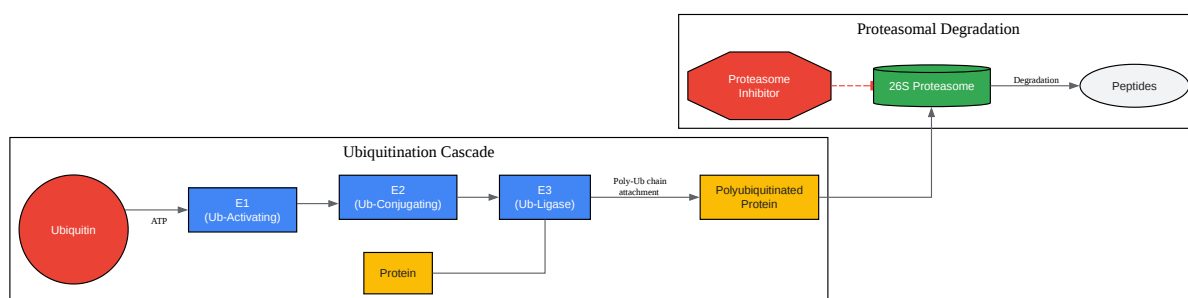 Proteasomal Degradation
Proteasome
Inhibitor
26S Proteasome
Degradation
Peptides
Ubiquitination Cascade
Ubiquitin
ATP
E1
(Ub-Activating)
E2
(Ub-Conjugating)
E3
(Ub-Ligase)
Poly-Ub chain
attachment
Polyubiquitinated
Protein
Protein